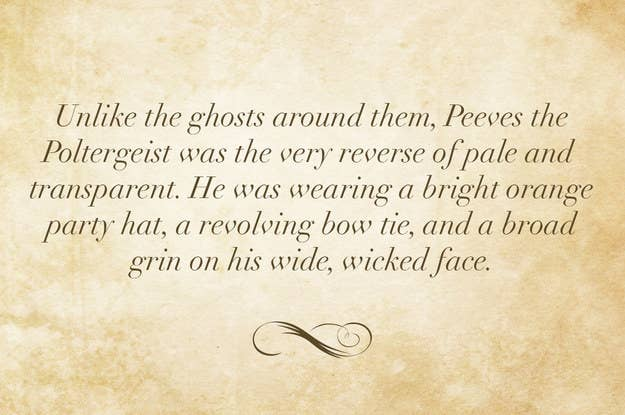 Unlike the ghosts around them, Peeves the
Poltergeist was the very reverse of pale and
transparent. He was wearing a bright orange
party hat, a revolving bow tie, and a broad
grin on his wide, wicked face.